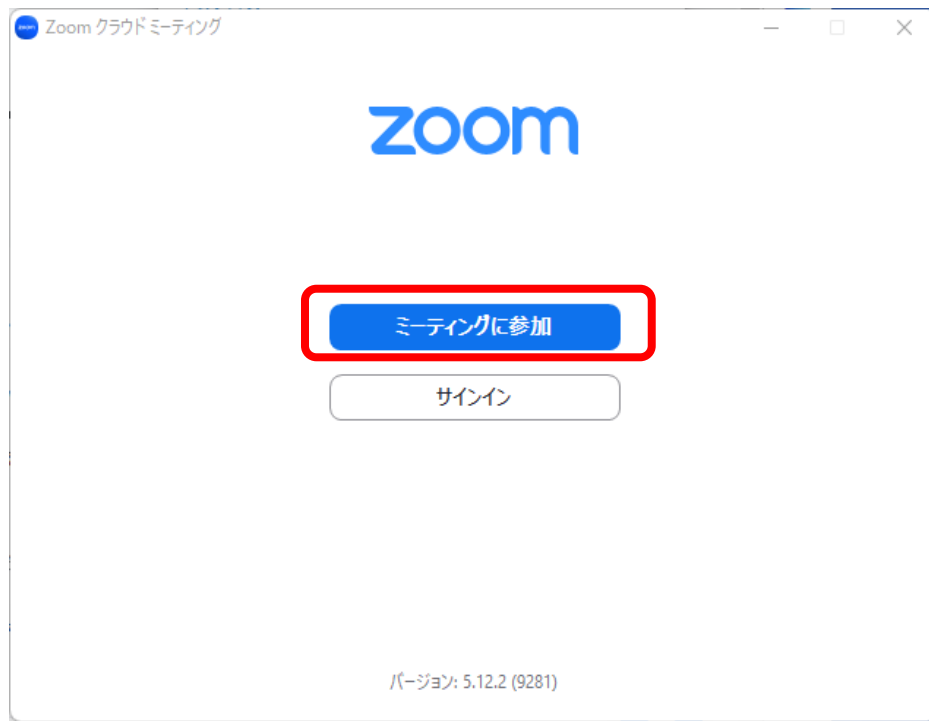 zoom Zoom クラウド ミーティング
zoom
ミーティングに参加
サインイン
バージョン: 5.12.2 (9281)